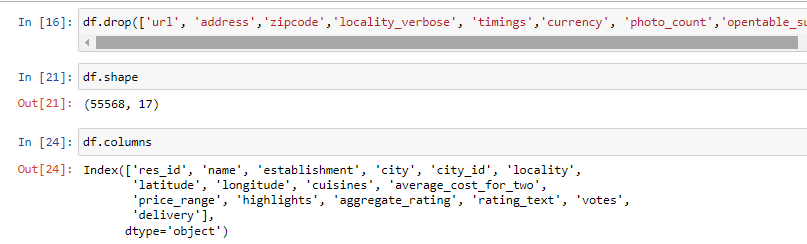 In [16]: df.drop(['url', 'address','zipcode','locality_verbose', 'timings','currency', 'photo_count','opentable_su
In [21]: df.shape
Out[21]: (55568, 17)
In [24]: df.columns
Out[24]: Index(['res_id', 'name', 'establishment', 'city', 'city_id', 'locality',
'latitude', 'longitude', 'cuisines', 'average_cost_for_two',
'price_range', 'highlights', 'aggregate_rating', 'rating_text', 'votes',
'delivery'],
dtype='object')